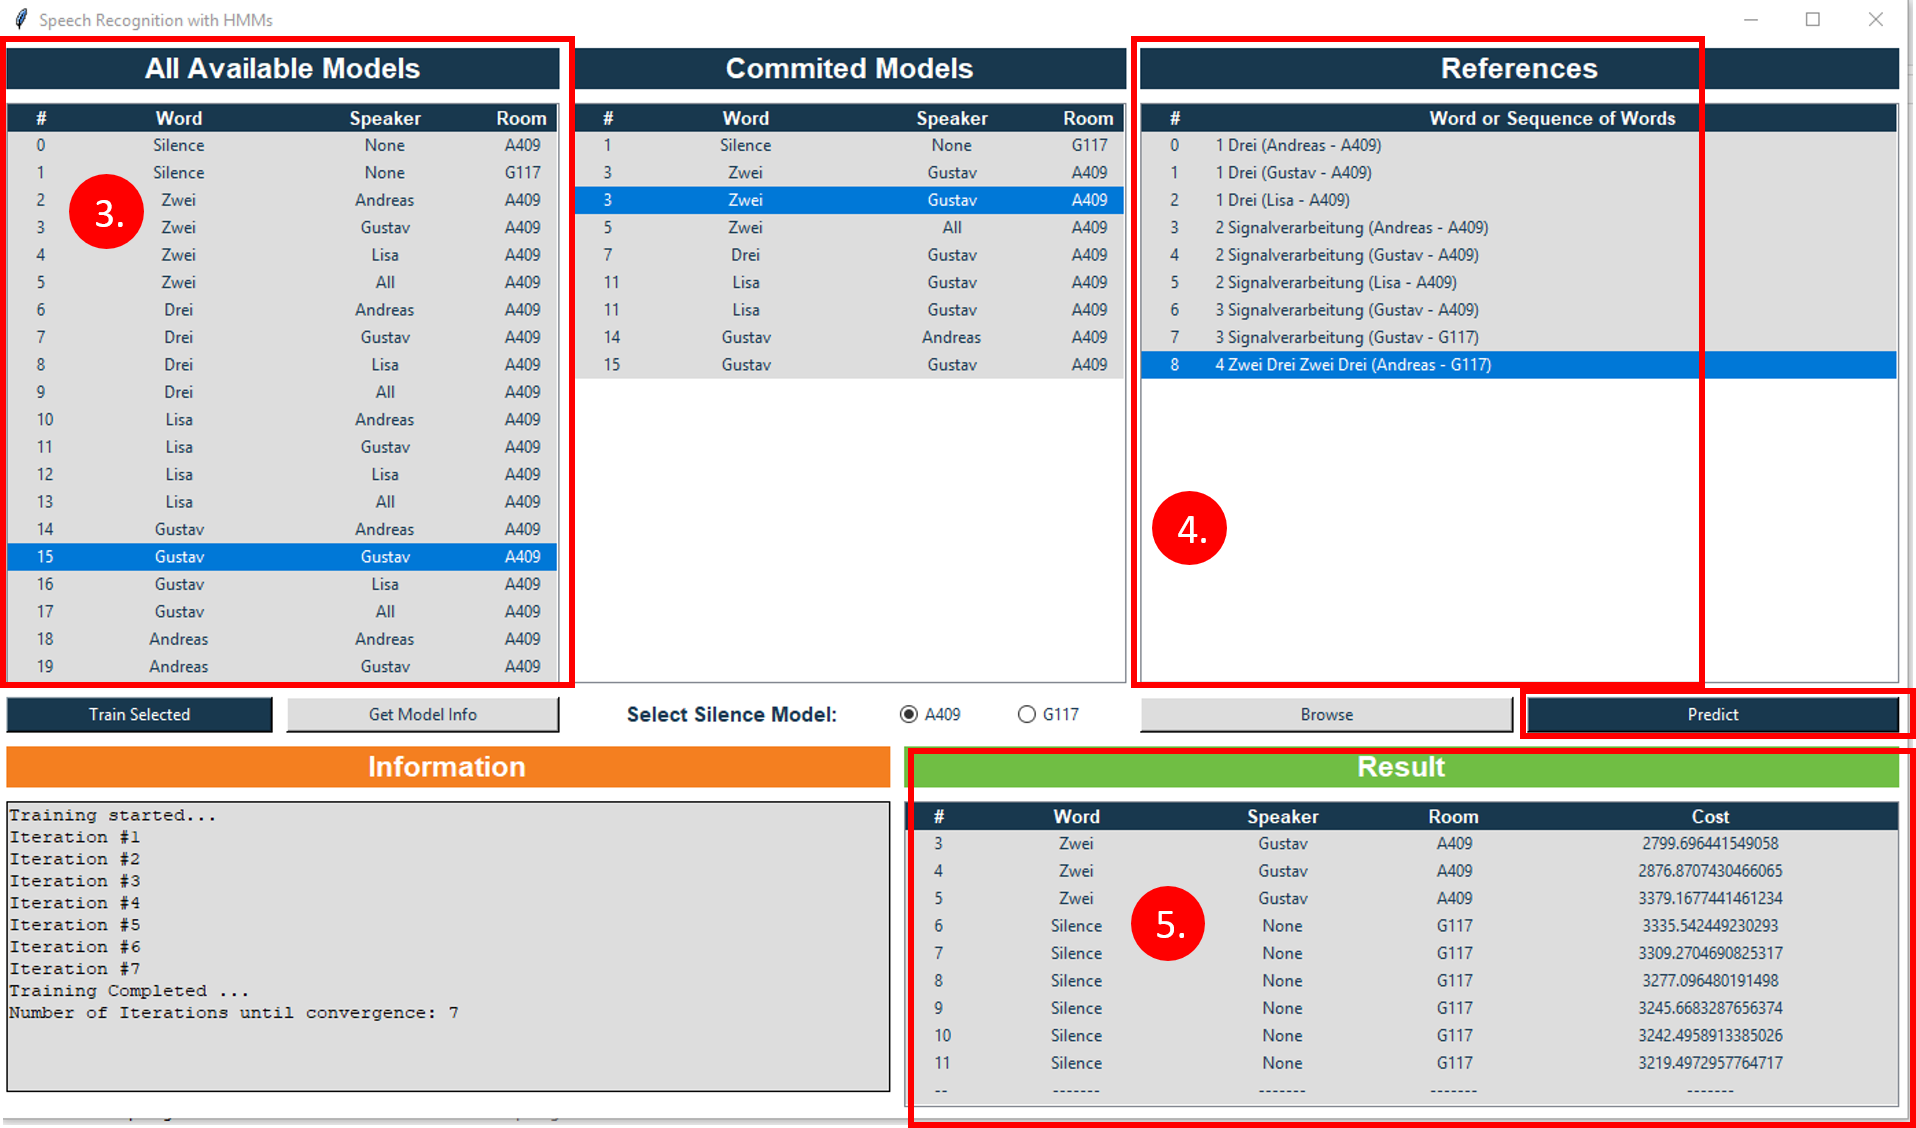 Speech Recognition with HMMs
All Available Models
# Word Speaker Room
0 Silence None A409
1 Silence None G117
2 Zwei Andreas A409
3 Zwei Gustav A409
4 Zwei Lisa A409
5 Zwei All A409
6 Drei Andreas A409
7 Drei Gustav A409
8 Drei Lisa A409
9 Drei All A409
10 Lisa Andreas A409
11 Lisa Gustav A409
12 Lisa Lisa A409
13 Lisa All A409
14 Gustav Andreas A409
15 Gustav Gustav A409
16 Gustav Lisa A409
17 Gustav All A409
18 Andreas Andreas A409
19 Andreas Gustav A409
3.
Commited Models
# Word Speaker Room
1 Silence None G117
3 Zwei Gustav A409
3 Zwei Gustav A409
5 Zwei All A409
7 Drei Gustav A409
11 Lisa Gustav A409
11 Lisa Gustav A409
14 Gustav Andreas A409
15 Gustav Gustav A409
References
# Word or Sequence of Words
0 1 Drei (Andreas - A409)
1 1 Drei (Gustav - A409)
2 1 Drei (Lisa - A409)
3 2 Signalverarbeitung (Andreas - A409)
4 2 Signalverarbeitung (Gustav - A409)
5 2 Signalverarbeitung (Lisa - A409)
6 3 Signalverarbeitung (Gustav - A409)
7 3 Signalverarbeitung (Gustav - G117)
8 4 Zwei Drei Zwei Drei (Andreas - G117)
4.
Train Selected Get Model Info Select Silence Model: A409 G117 Browse Predict
Information
Training started...
Iteration #1
Iteration #2
Iteration #3
Iteration #4
Iteration #5
Iteration #6
Iteration #7
Training Completed ...
Number of Iterations until convergence: 7
Result
# Word Speaker Room Cost
3 Zwei Gustav A409 2799.696441549058
4 Zwei Gustav A409 2876.8707430466065
5 Zwei Gustav A409 3379.1677441461234
6 Silence None G117 3335.542449230293
7 Silence None G117 3309.2704690825317
8 Silence None G117 3277.096480191498
9 Silence None G117 3245.6683287656374
10 Silence None G117 3242.4958913385026
11 Silence None G117 3219.4972957764717
-- ------- ------- ------- -------
5.